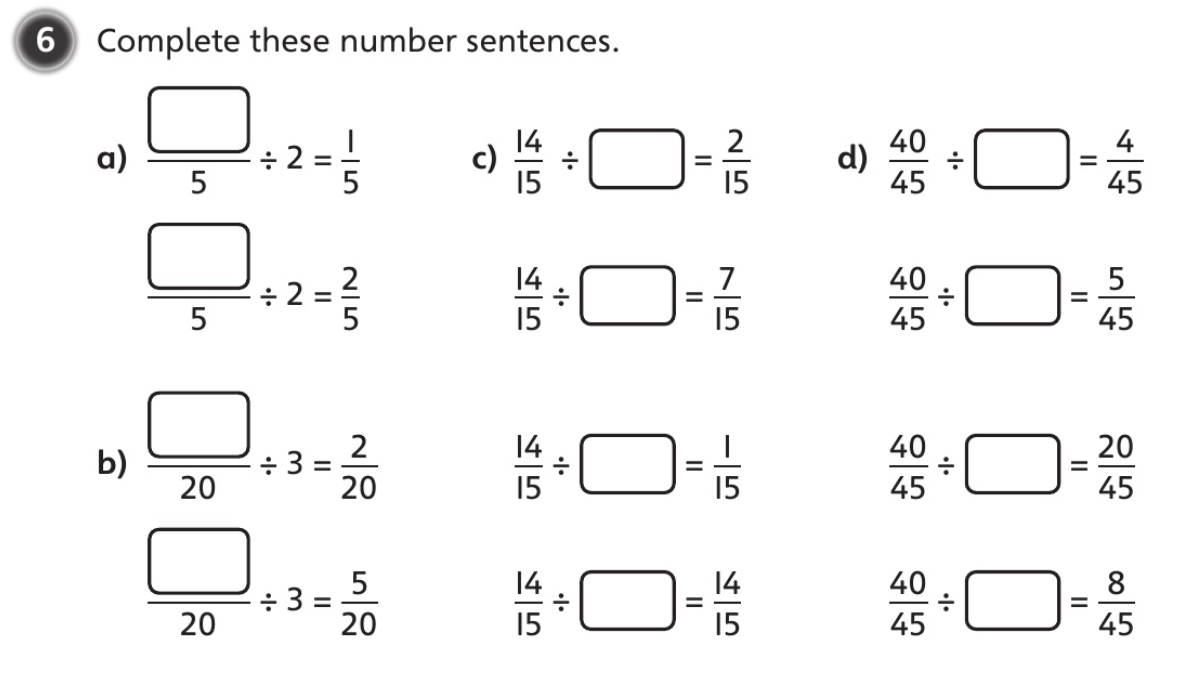 6 Complete these number sentences.
a) □/5 ÷ 2 = 1/5
□/5 ÷ 2 = 2/5
b) □/20 ÷ 3 = 2/20
□/20 ÷ 3 = 5/20
c) 14/15 ÷ □ = 2/15
14/15 ÷ □ = 7/15
14/15 ÷ □ = 1/15
14/15 ÷ □ = 14/15
d) 40/45 ÷ □ = 4/45
40/45 ÷ □ = 5/45
40/45 ÷ □ = 20/45
40/45 ÷ □ = 8/45